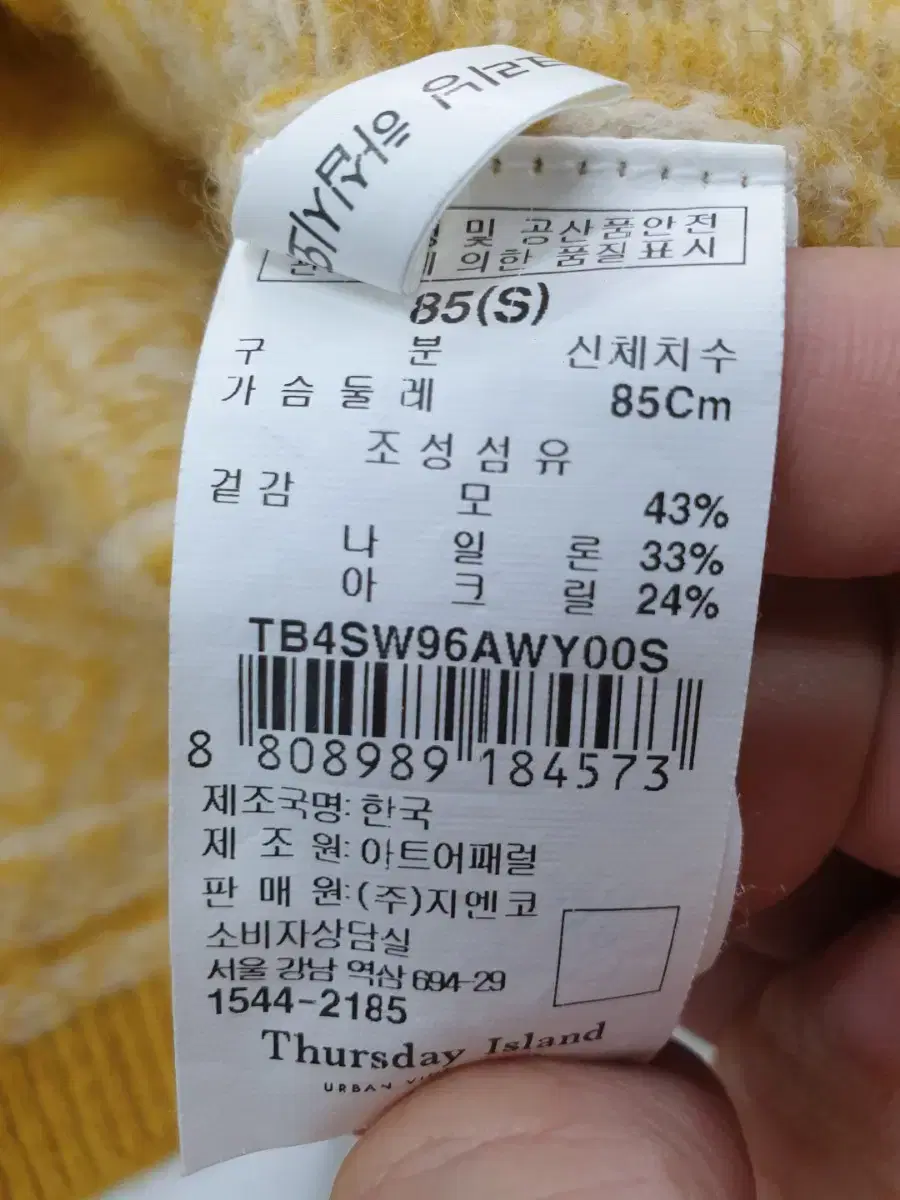 및 공산품안전
의한 품질표시
85(S)
구 분 신체치수
가 슴 둘 레 85Cm
조 성 섬 유
겉 감 모 43%
나 일 론 33%
아 크 릴 24%
TB4SW96AWY00S
8 808989 184573
제조국명: 한국
제 조 원: 아트어패럴
판 매 원: (주)지엔코
소비자상담실
서울 강남 역삼 694-29
1544-2185
Thursday Island
URBAN